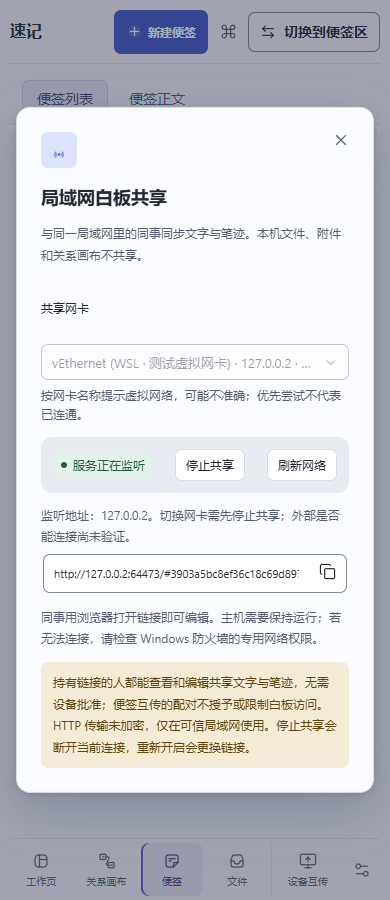 速记
新建便签
切换到便签区
便签列表 便签正文
局域网白板共享
与同一局域网里的同事同步文字与笔迹。本机文件、附件
和关系画布不共享。
共享网卡
vEthernet (WSL · 测试虚拟网卡) · 127.0.0.2 · ...
按网卡名称提示虚拟网络，可能不准确；优先尝试不代表
已连通。
服务正在监听 停止共享 刷新网络
监听地址：127.0.0.2。切换网卡需先停止共享；外部是否
能连接尚未验证。
http://127.0.0.2:64473/#3903a5bc8ef36c18c69d897
同事用浏览器打开链接即可编辑。主机需要保持运行；若
无法连接，请检查 Windows 防火墙的专用网络权限。
持有链接的人都能查看和编辑共享文字与笔迹，无需
设备批准；便签互传的配对不授予或限制白板访问。
HTTP 传输未加密，仅在可信局域网使用。停止共享会
断开当前连接，重新开启会更换链接。
工作页 关系画布 便签 文件 设备互传